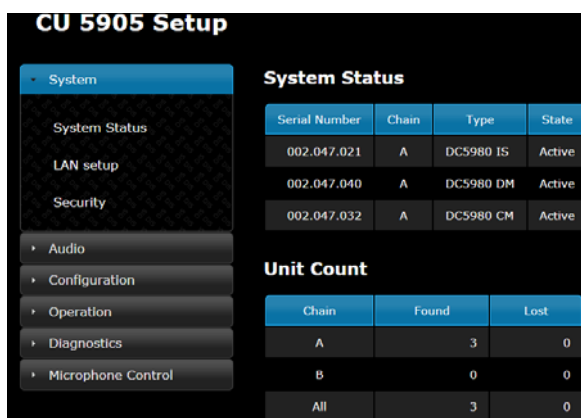 CU 5905 Setup
System
System Status
LAN setup
Security
Audio
Configuration
Operation
Diagnostics
Microphone Control
System Status
Serial Number Chain Type State
002.047.021 A DC5980 IS Active
002.047.040 A DC5980 DM Active
002.047.032 A DC5980 CM Active
Unit Count
Chain Found Lost
A 3 0
B 0 0
All 3 0